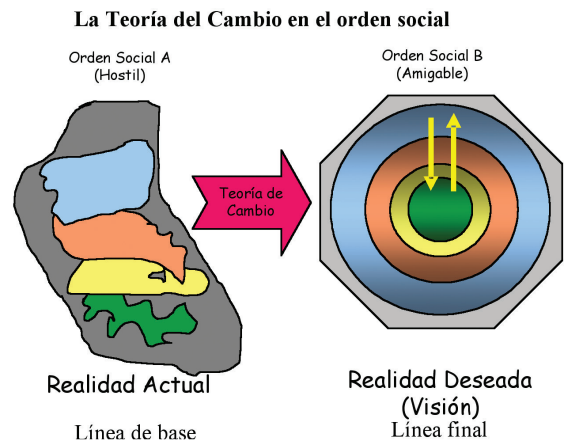 La Teoría del Cambio en el orden social
Orden Social A
(Hostil)
Orden Social B
(Amigable)
Teoría de
Cambio
Realidad Actual
Realidad Deseada
(Visión)
Línea de base
Línea final